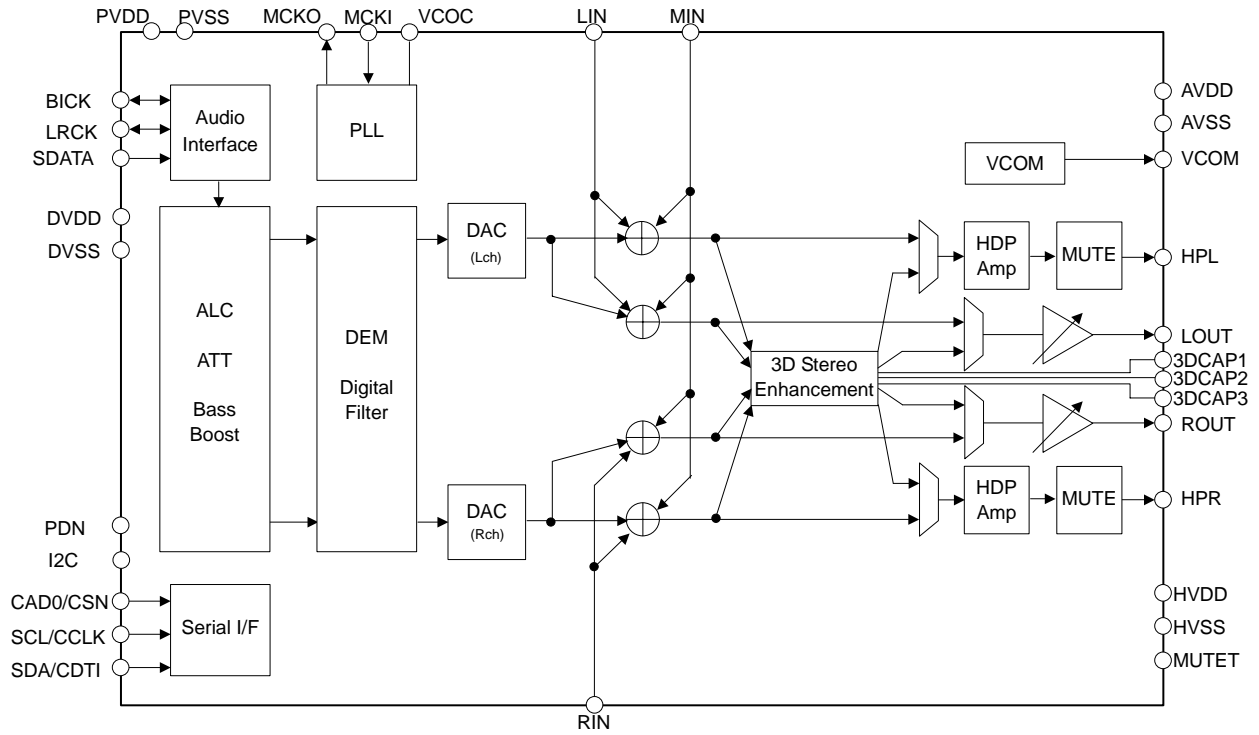 PVDD
PVSS
MCKO
MCKI
VCOC
LIN
MIN
BICK
LRCK
SDATA
Audio
Interface
PLL
AVDD
AVSS
VCOM
VCOM
DVDD
DVSS
DAC
(Lch)
HDP
Amp
MUTE
HPL
ALC
ATT
Bass
Boost
DEM
Digital
Filter
3D Stereo
Enhancement
LOUT
3DCAP1
3DCAP2
3DCAP3
ROUT
DAC
(Rch)
HDP
Amp
MUTE
HPR
PDN
I2C
CAD0/CSN
SCL/CCLK
SDA/CDTI
Serial I/F
HVDD
HVSS
MUTET
RIN